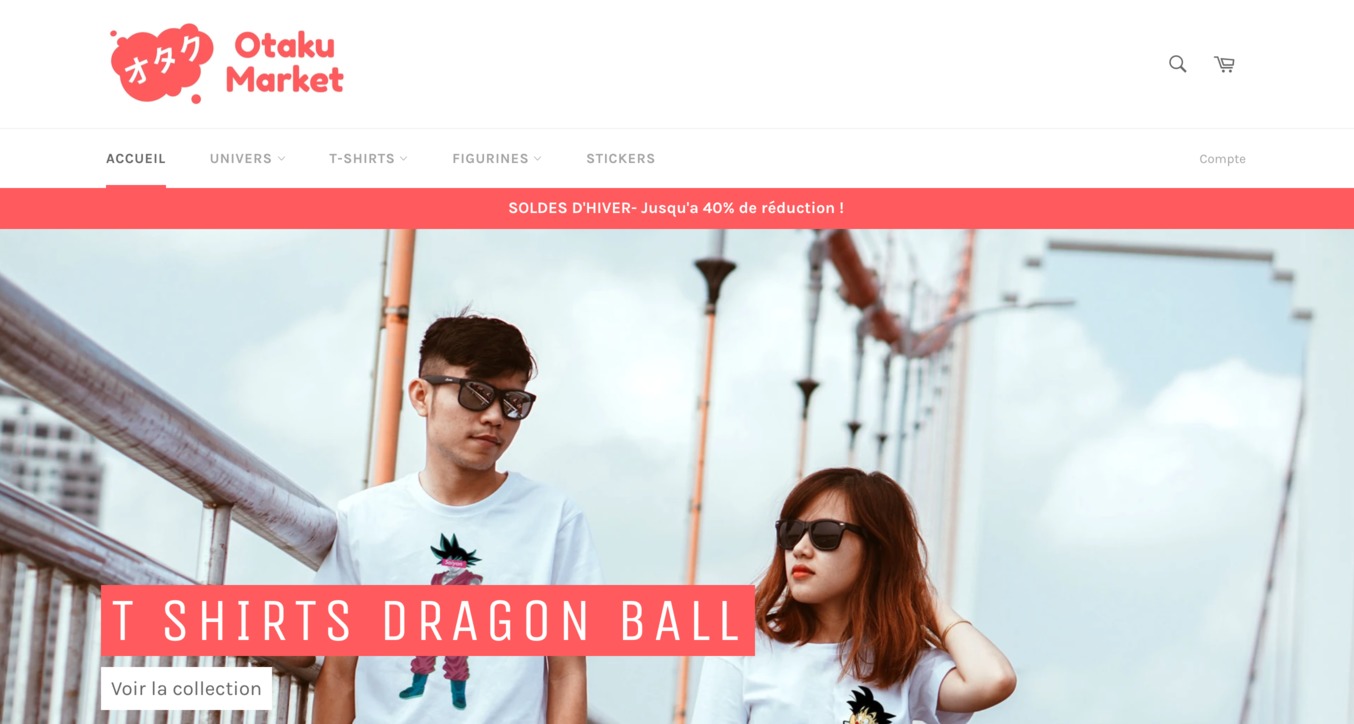 オタク
Otaku
Market
ACCUEIL UNIVERS T-SHIRTS FIGURINES STICKERS Compte
SOLDES D'HIVER- Jusqu'a 40% de réduction !
T SHIRTS DRAGON BALL
Voir la collection